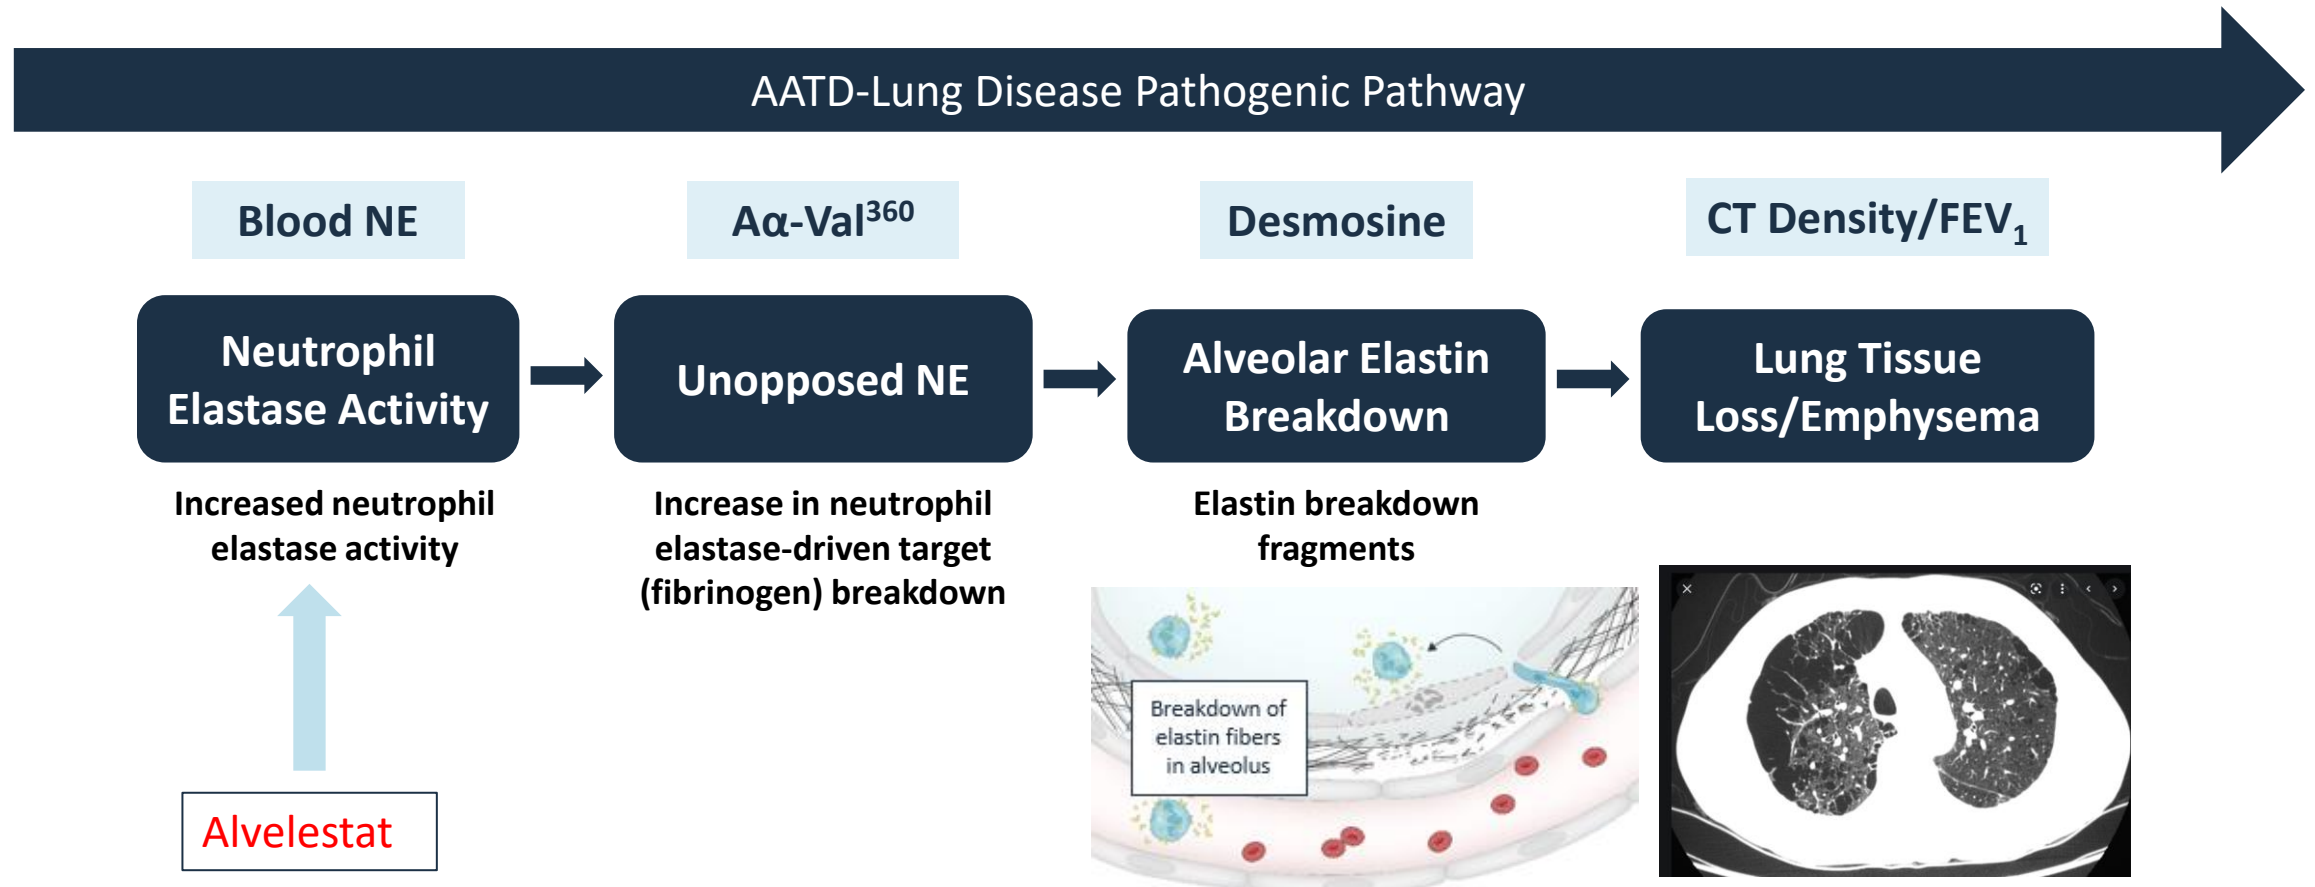 AATD-Lung Disease Pathogenic Pathway
Blood NE
Aα-Val³⁶⁰
Desmosine
CT Density/FEV₁
Neutrophil
Elastase Activity
Unopposed NE
Alveolar Elastin
Breakdown
Lung Tissue
Loss/Emphysema
Increased neutrophil
elastase activity
Increase in neutrophil
elastase-driven target
(fibrinogen) breakdown
Elastin breakdown
fragments
Breakdown of
elastin fibers
in alveolus
Alvelestat